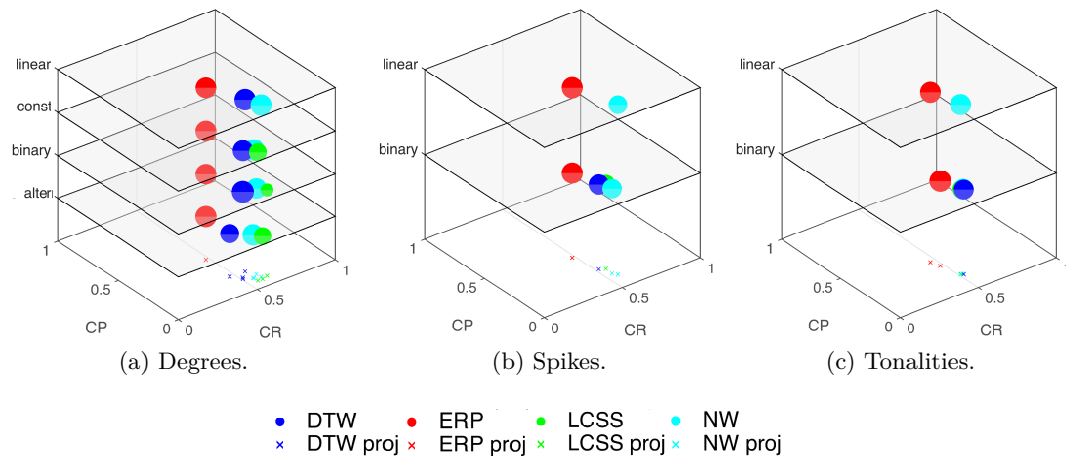 linear
const
binary
altern
1
0.5
0
CP
0
0.5
1
CR
(a) Degrees.
linear
binary
1
0.5
0
CP
0
0.5
1
CR
(b) Spikes.
linear
binary
1
0.5
0
CP
0
0.5
CR
(c) Tonalities.
DTW ERP LCSS NW
DTW proj ERP proj LCSS proj NW proj